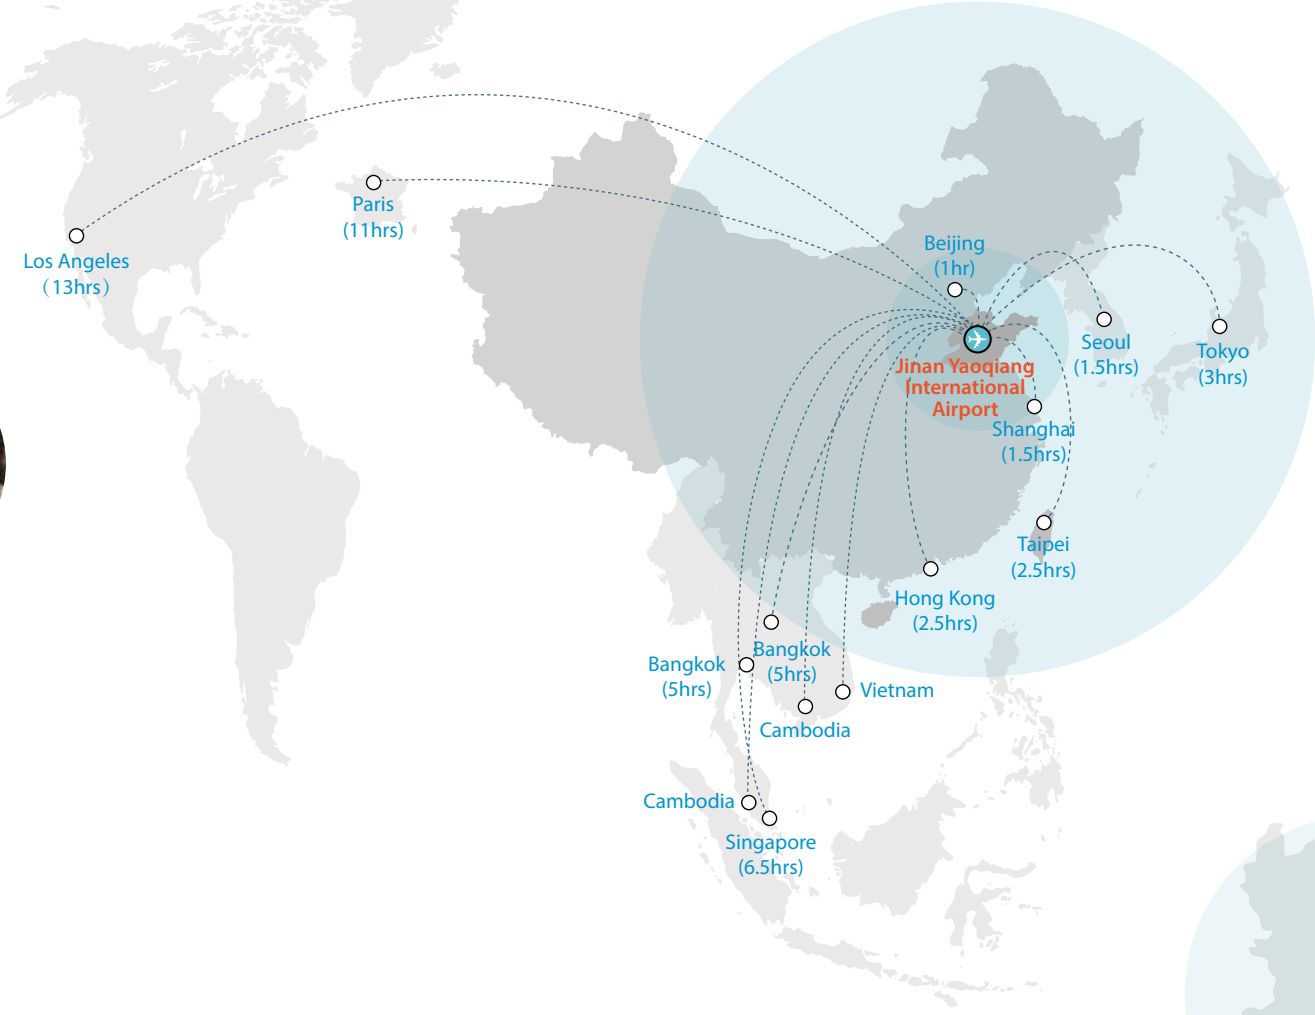 Paris
(11hrs)
Los Angeles
（13hrs）
Beijing
(1hr)
Seoul
(1.5hrs)
Tokyo
(3hrs)
Jinan Yaoqiang
International
Airport
Shanghai
(1.5hrs)
Taipei
(2.5hrs)
Hong Kong
(2.5hrs)
Bangkok
(5hrs)
Bangkok
(5hrs)
Vietnam
Cambodia
Cambodia
Singapore
(6.5hrs)